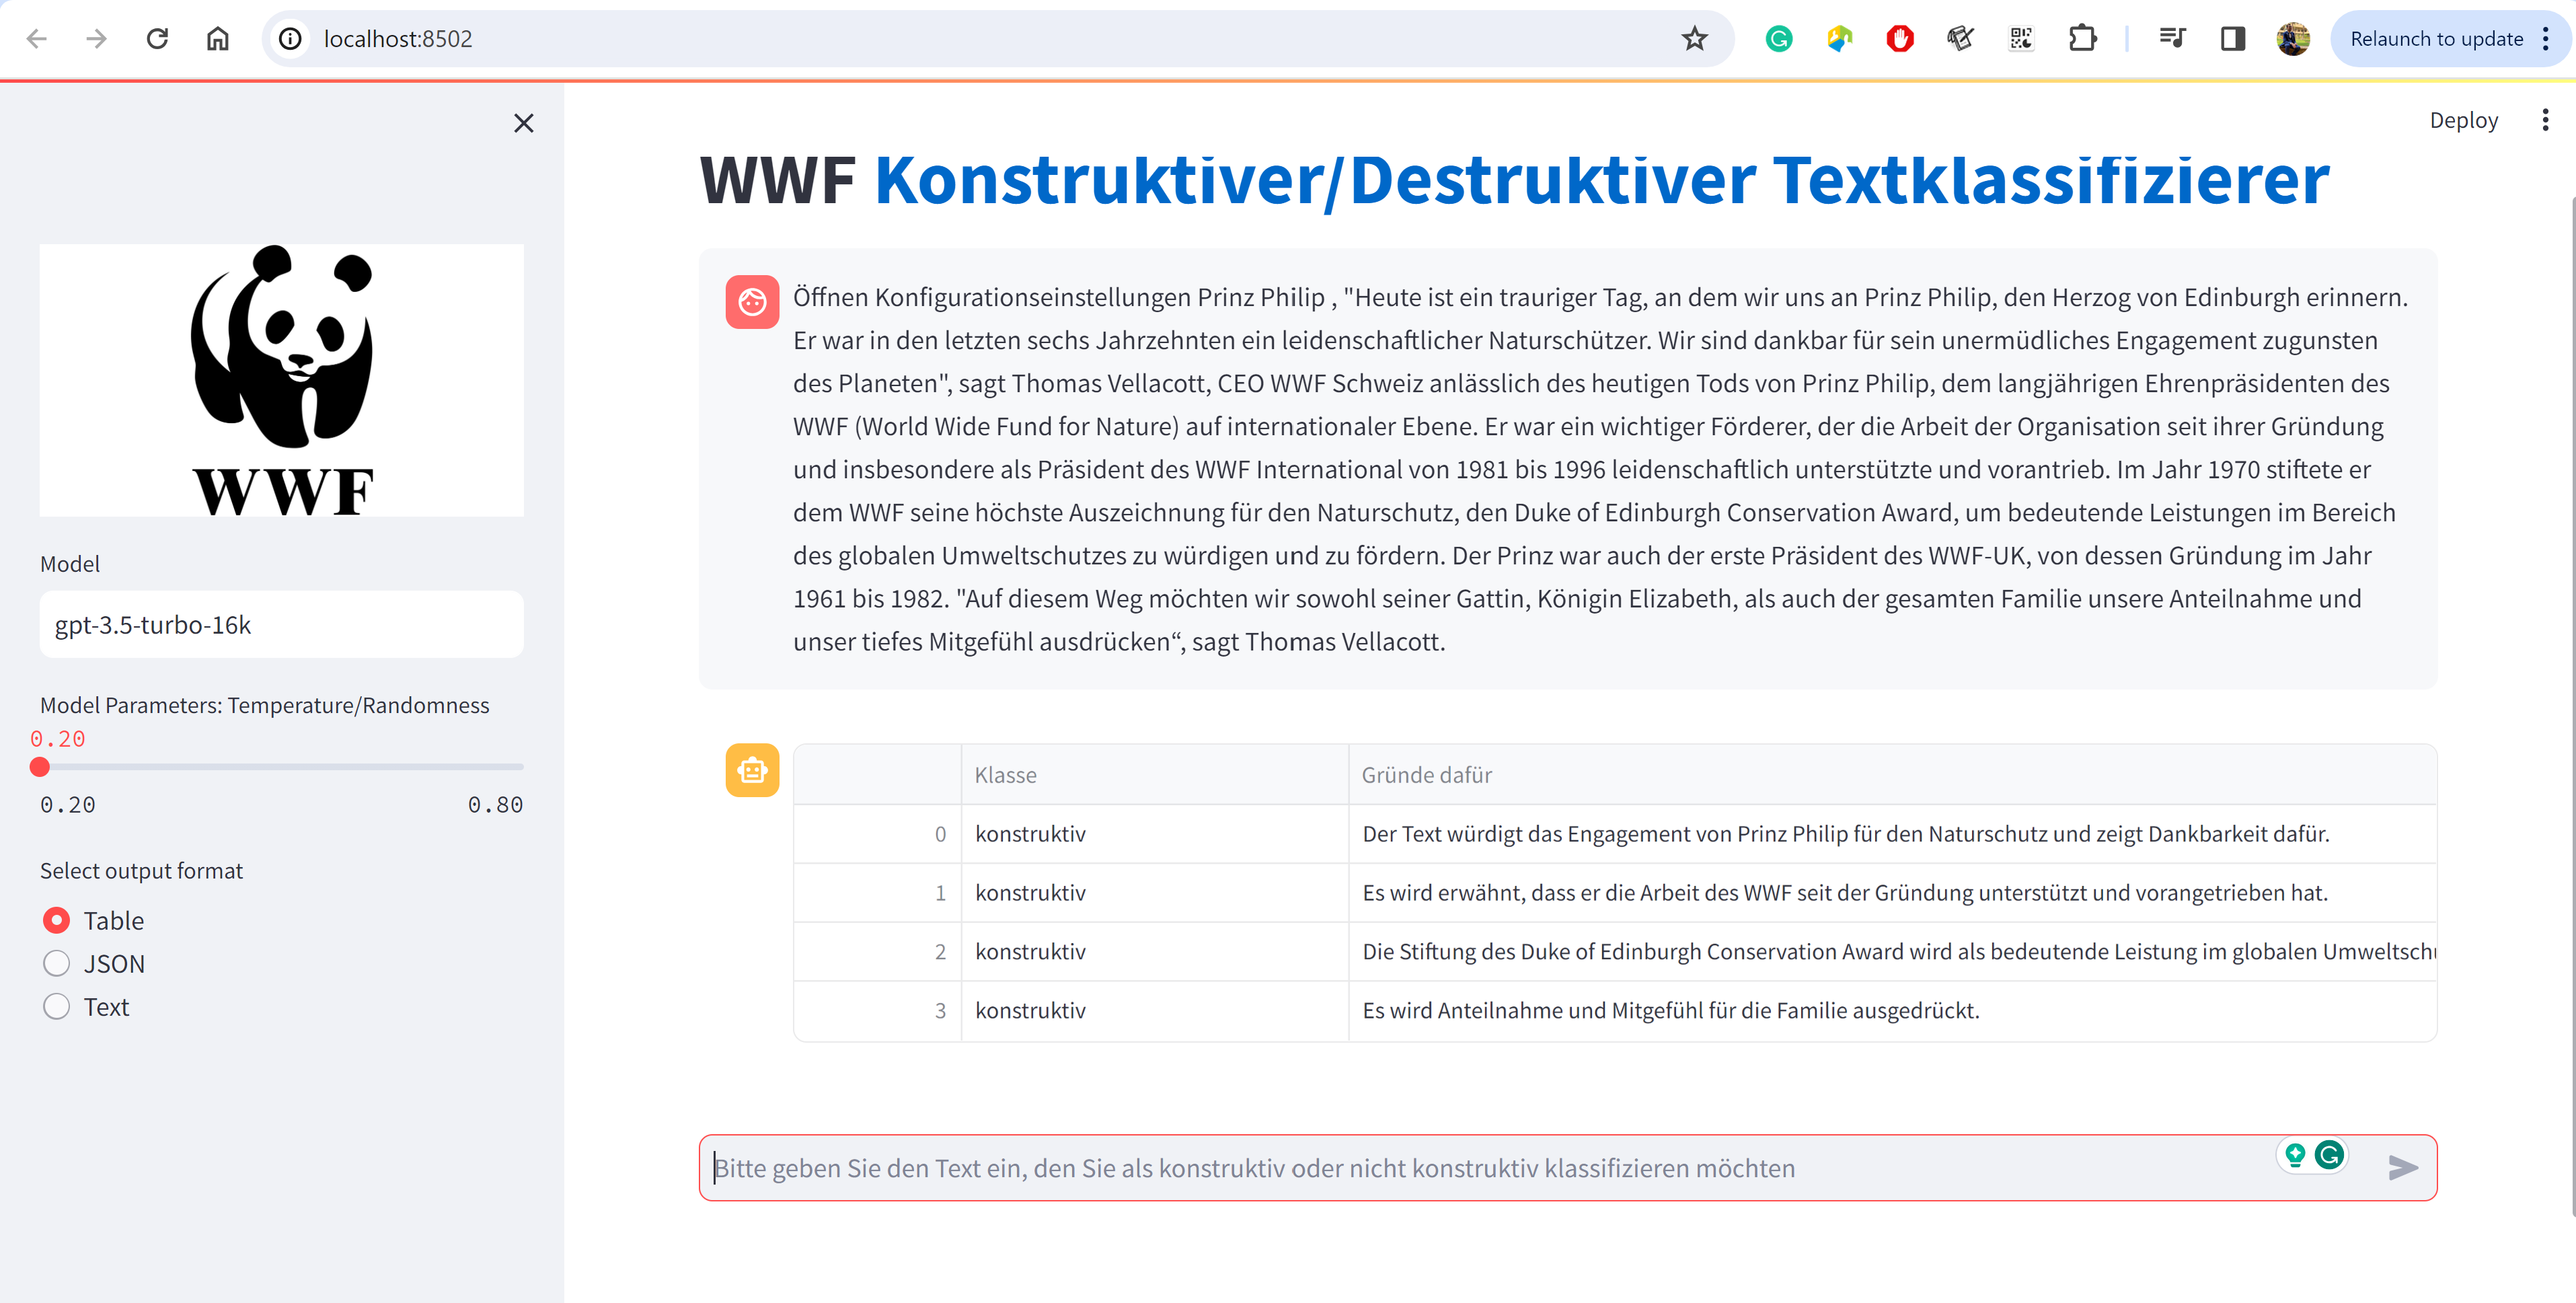 localhost:8502
Relaunch to update
Deploy
WWF Konstruktiver/Destruktiver Textklassifizierer
WWF
Model
gpt-3.5-turbo-16k
Model Parameters: Temperature/Randomness
0.20
0.20 0.80
Select output format
Table
JSON
Text
Öffnen Konfigurationseinstellungen Prinz Philip , "Heute ist ein trauriger Tag, an dem wir uns an Prinz Philip, den Herzog von Edinburgh erinnern.
Er war in den letzten sechs Jahrzehnten ein leidenschaftlicher Naturschützer. Wir sind dankbar für sein unermüdliches Engagement zugunsten
des Planeten", sagt Thomas Vellacott, CEO WWF Schweiz anlässlich des heutigen Tods von Prinz Philip, dem langjährigen Ehrenpräsidenten des
WWF (World Wide Fund for Nature) auf internationaler Ebene. Er war ein wichtiger Förderer, der die Arbeit der Organisation seit ihrer Gründung
und insbesondere als Präsident des WWF International von 1981 bis 1996 leidenschaftlich unterstützte und vorantrieb. Im Jahr 1970 stiftete er
dem WWF seine höchste Auszeichnung für den Naturschutz, den Duke of Edinburgh Conservation Award, um bedeutende Leistungen im Bereich
des globalen Umweltschutzes zu würdigen und zu fördern. Der Prinz war auch der erste Präsident des WWF-UK, von dessen Gründung im Jahr
1961 bis 1982. "Auf diesem Weg möchten wir sowohl seiner Gattin, Königin Elizabeth, als auch der gesamten Familie unsere Anteilnahme und
unser tiefes Mitgefühl ausdrücken“, sagt Thomas Vellacott.
Klasse Gründe dafür
0 konstruktiv Der Text würdigt das Engagement von Prinz Philip für den Naturschutz und zeigt Dankbarkeit dafür.
1 konstruktiv Es wird erwähnt, dass er die Arbeit des WWF seit der Gründung unterstützt und vorangetrieben hat.
2 konstruktiv Die Stiftung des Duke of Edinburgh Conservation Award wird als bedeutende Leistung im globalen
3 konstruktiv Es wird Anteilnahme und Mitgefühl für die Familie ausgedrückt.
Bitte geben Sie den Text ein, den Sie als konstruktiv oder nicht konstruktiv klassifizieren möchten